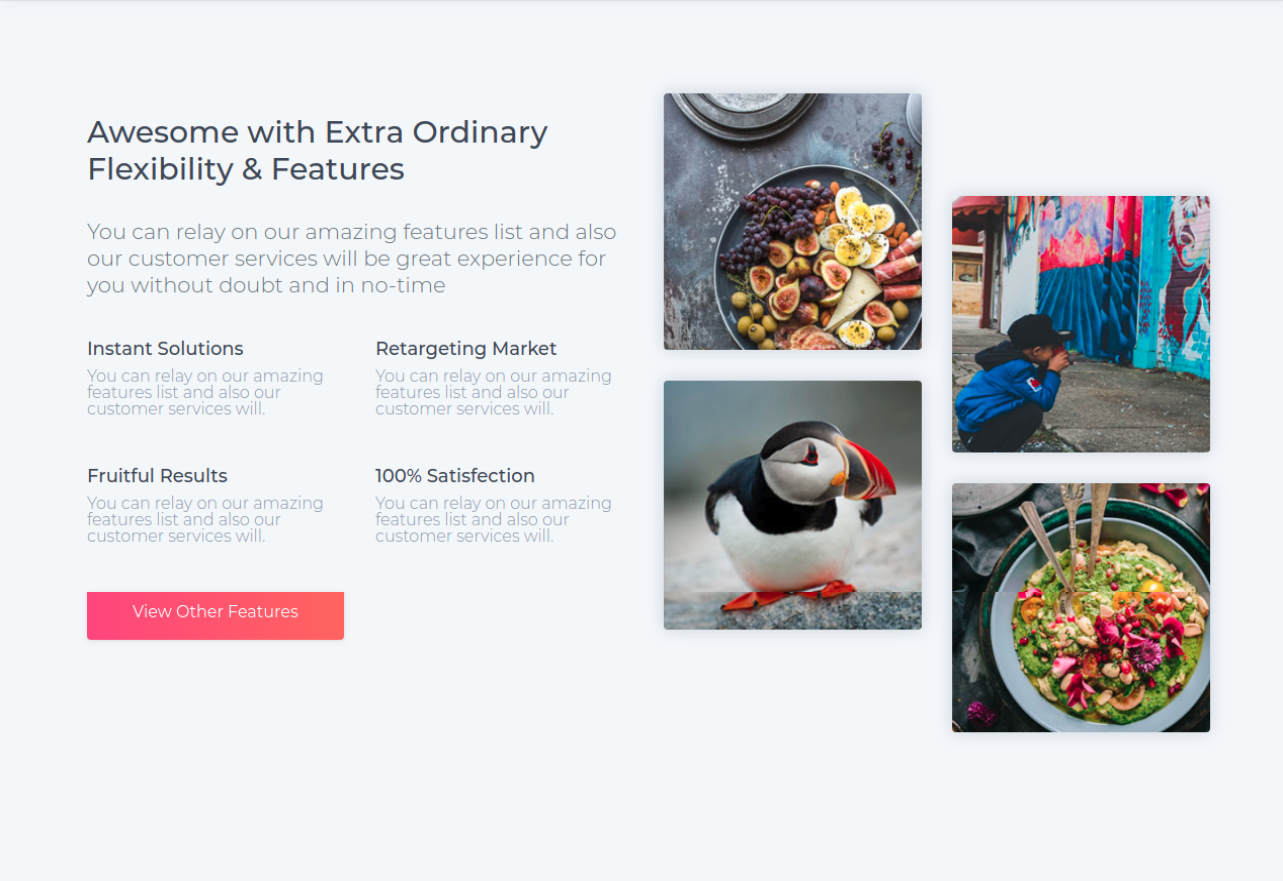 Awesome with Extra Ordinary
Flexibility & Features
You can relay on our amazing features list and also
our customer services will be great experience for
you without doubt and in no-time
Instant Solutions
You can relay on our amazing
features list and also our
customer services will.
Retargeting Market
You can relay on our amazing
features list and also our
customer services will.
Fruitful Results
You can relay on our amazing
features list and also our
customer services will.
100% Satisfection
You can relay on our amazing
features list and also our
customer services will.
View Other Features